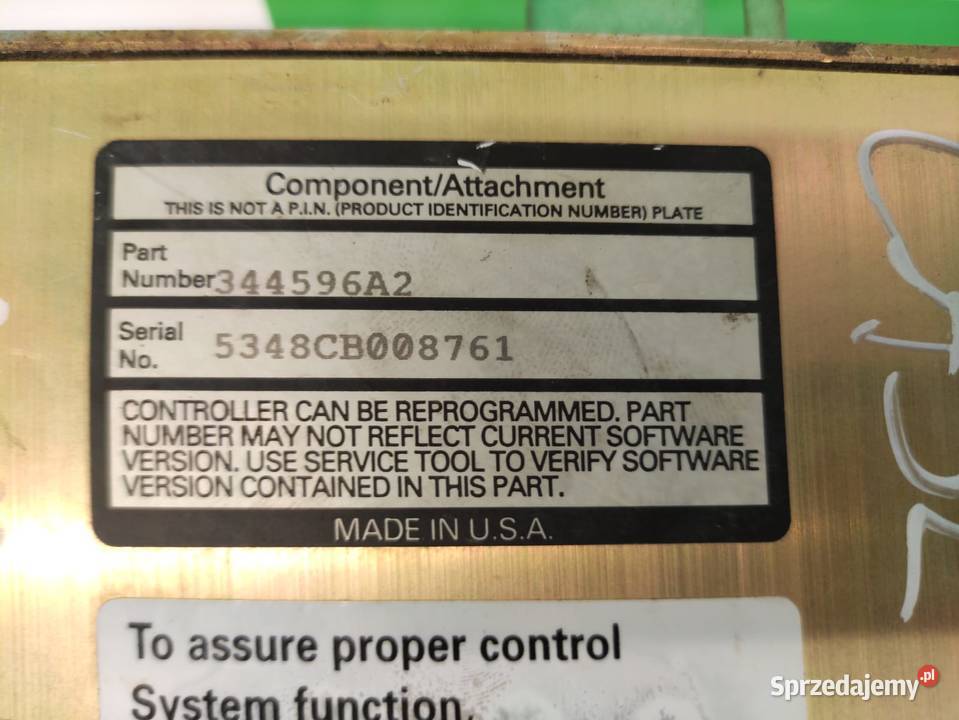 Component/Attachment
THIS IS NOT A P.I.N. (PRODUCT IDENTIFICATION NUMBER) PLATE
Part
Number 344596A2
Serial
No. 5348CB008761
CONTROLLER CAN BE REPROGRAMMED. PART
NUMBER MAY NOT REFLECT CURRENT SOFTWARE
VERSION. USE SERVICE TOOL TO VERIFY SOFTWARE
VERSION CONTAINED IN THIS PART.
MADE IN U.S.A.
To assure proper control
System function,
Sprzedajemy.pl